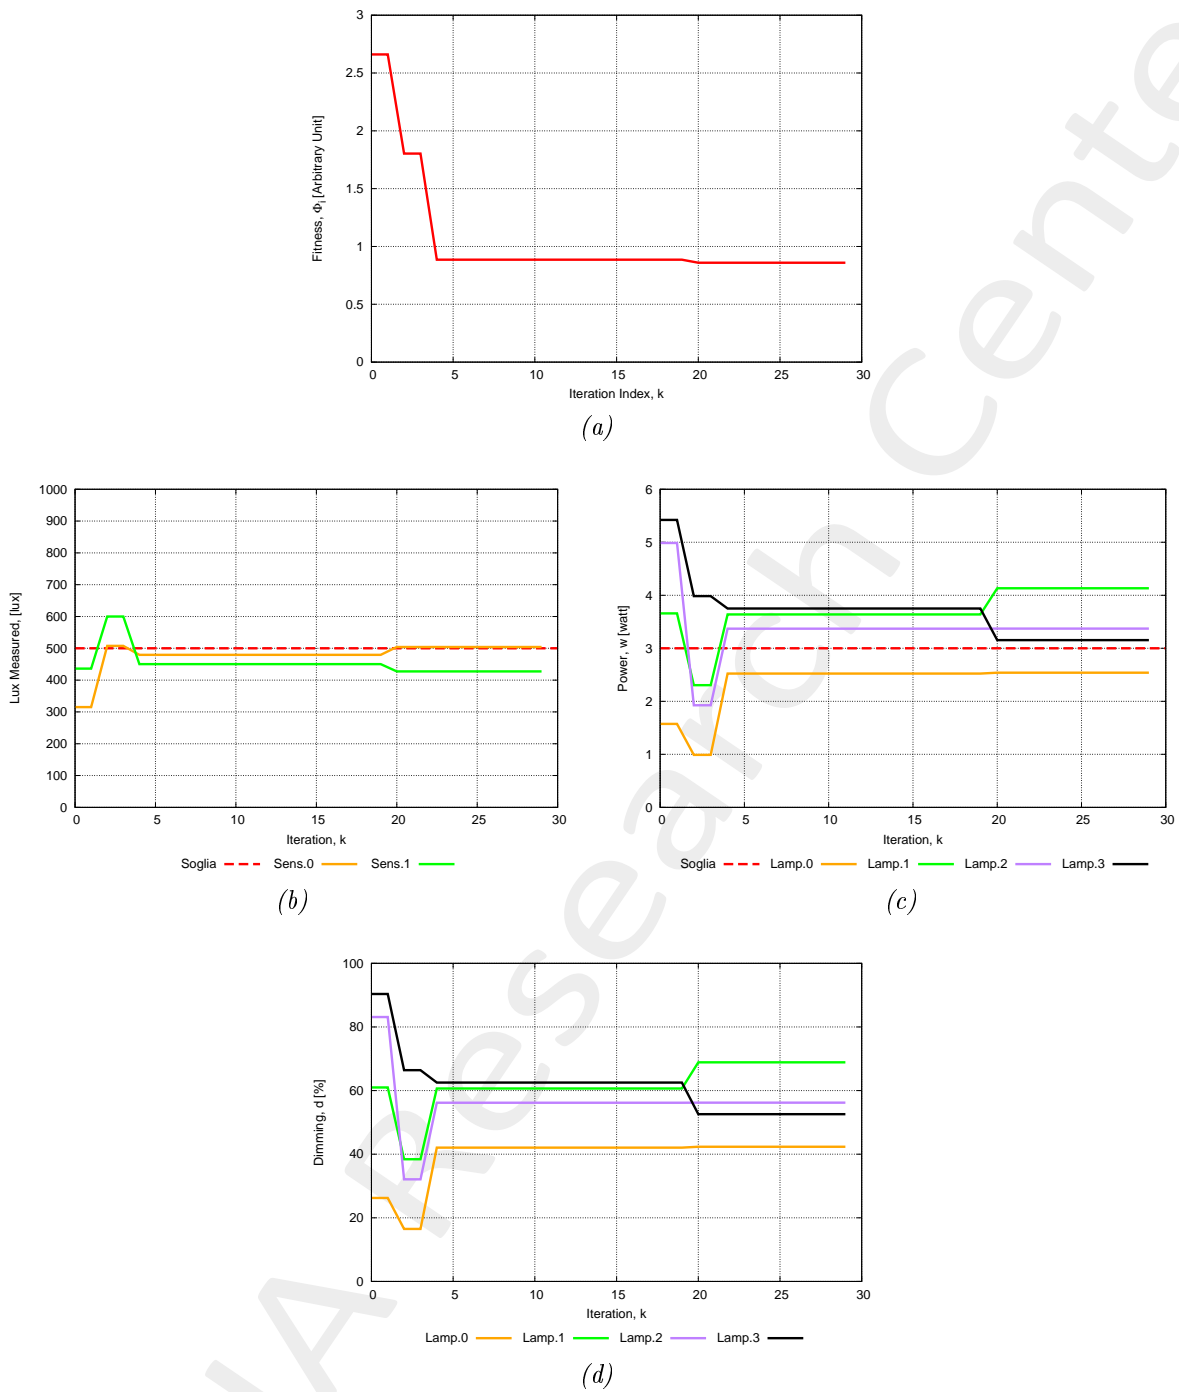 3
2.5
2
1.5
1
0.5
0
0 5 10 15 20 25 30
Fitness, Φi [Arbitrary Unit]
Iteration Index, k
(a)
1000
900
800
700
600
500
400
300
200
100
0
0 5 10 15 20 25 30
Lux Measured, [lux]
Iteration, k
Soglia Sens.0 Sens.1
(b)
6
5
4
3
2
1
0
0 5 10 15 20 25 30
Power, w [watt]
Iteration, k
Soglia Lamp.0 Lamp.1 Lamp.2 Lamp.3
(c)
100
80
60
40
20
0
0 5 10 15 20 25 30
Dimming, d [%]
Iteration, k
Lamp.0 Lamp.1 Lamp.2 Lamp.3
(d)
Research